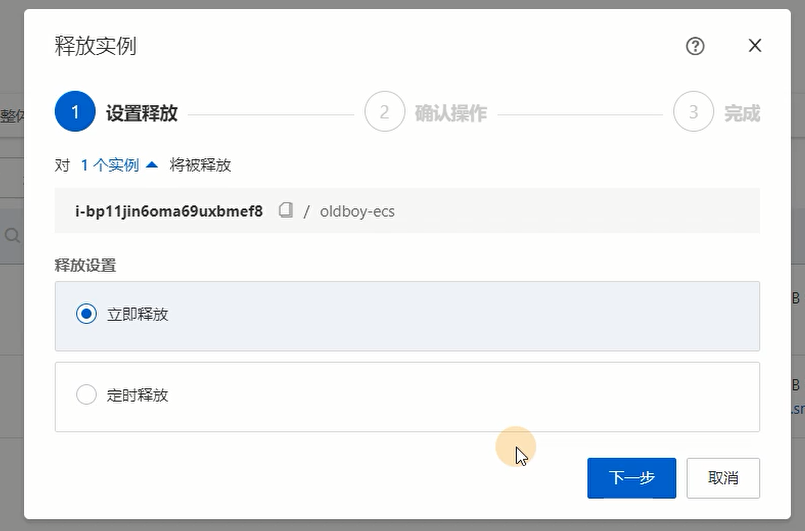 释放实例
1 设置释放 2 确认操作 3 完成
整体
对 1 个实例 将被释放
i-bp11jin6oma69uxbmef8 / oldboy-ecs
释放设置
立即释放
B
定时释放
B
.sr
下一步 取消